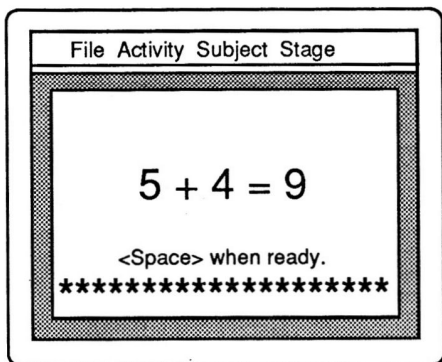 File Activity Subject Stage
5 + 4 = 9
<Space> when ready.
********************